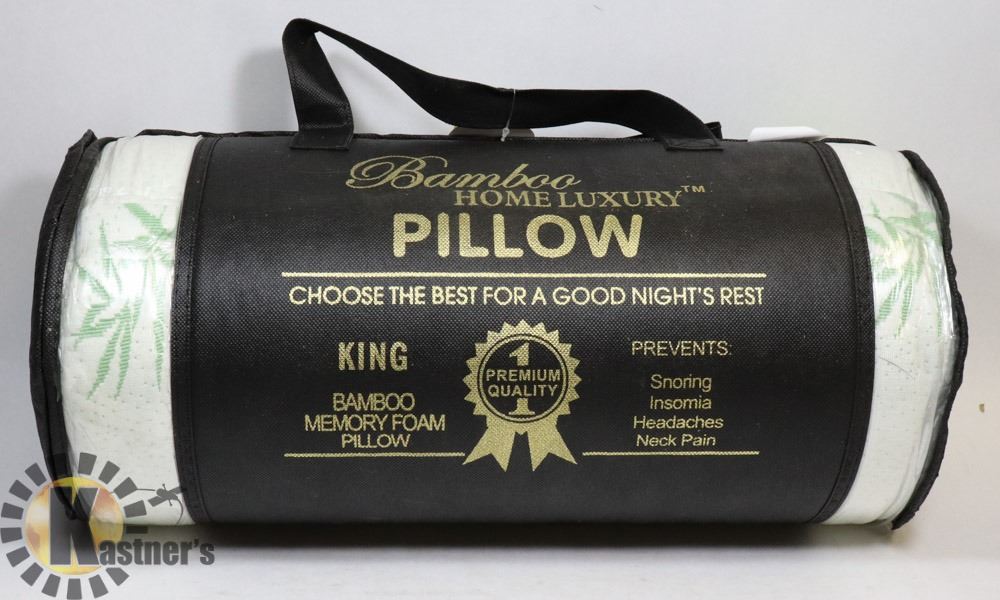 Bamboo
HOME LUXURY™
PILLOW
CHOOSE THE BEST FOR A GOOD NIGHT'S REST
KING
BAMBOO
MEMORY FOAM
PILLOW
1
PREMIUM
QUALITY
1
PREVENTS:
Snoring
Insomia
Headaches
Neck Pain
Kastner's